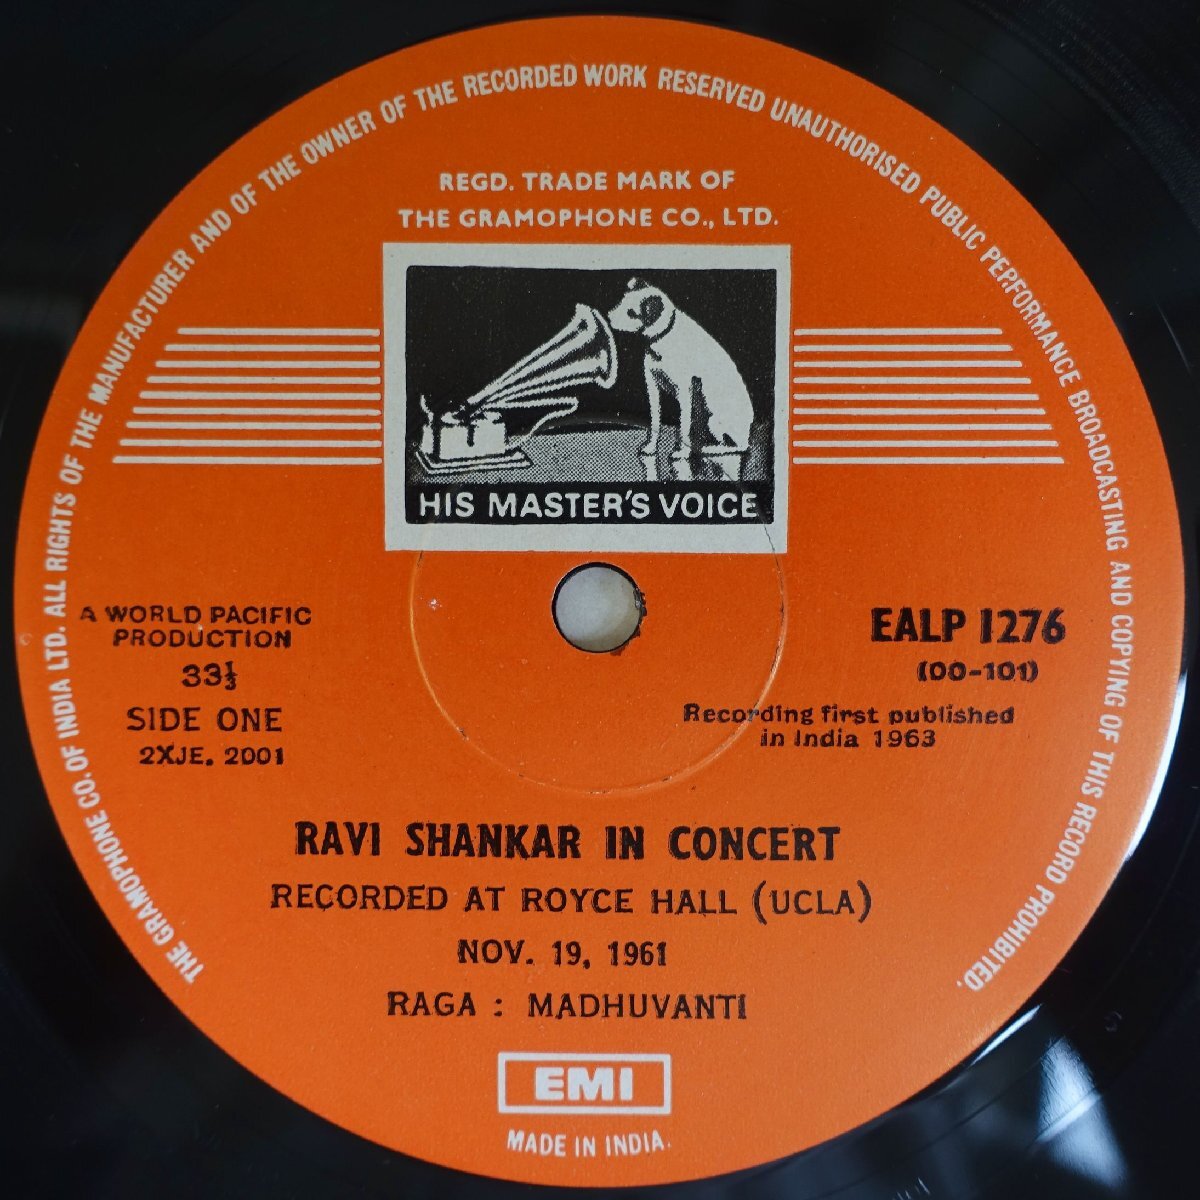 THE GRAMOPHONE CO. OF INDIA LTD. ALL RIGHTS OF THE MANUFACTURER AND OF THE OWNER OF THE RECORDED WORK RESERVED UNAUTHORISED PUBLIC PERFORMANCE BROADCASTING AND COPYING OF THIS RECORD PROHIBITED.
REGD. TRADE MARK OF
THE GRAMOPHONE CO., LTD.
HIS MASTER'S VOICE
A WORLD PACIFIC
PRODUCTION
33⅓
SIDE ONE
2XJE. 2001
EALP 1276
(OO-101)
Recording first published
in India 1963
RAVI SHANKAR IN CONCERT
RECORDED AT ROYCE HALL (UCLA)
NOV. 19, 1961
RAGA : MADHUVANTI
EMI
MADE IN INDIA.